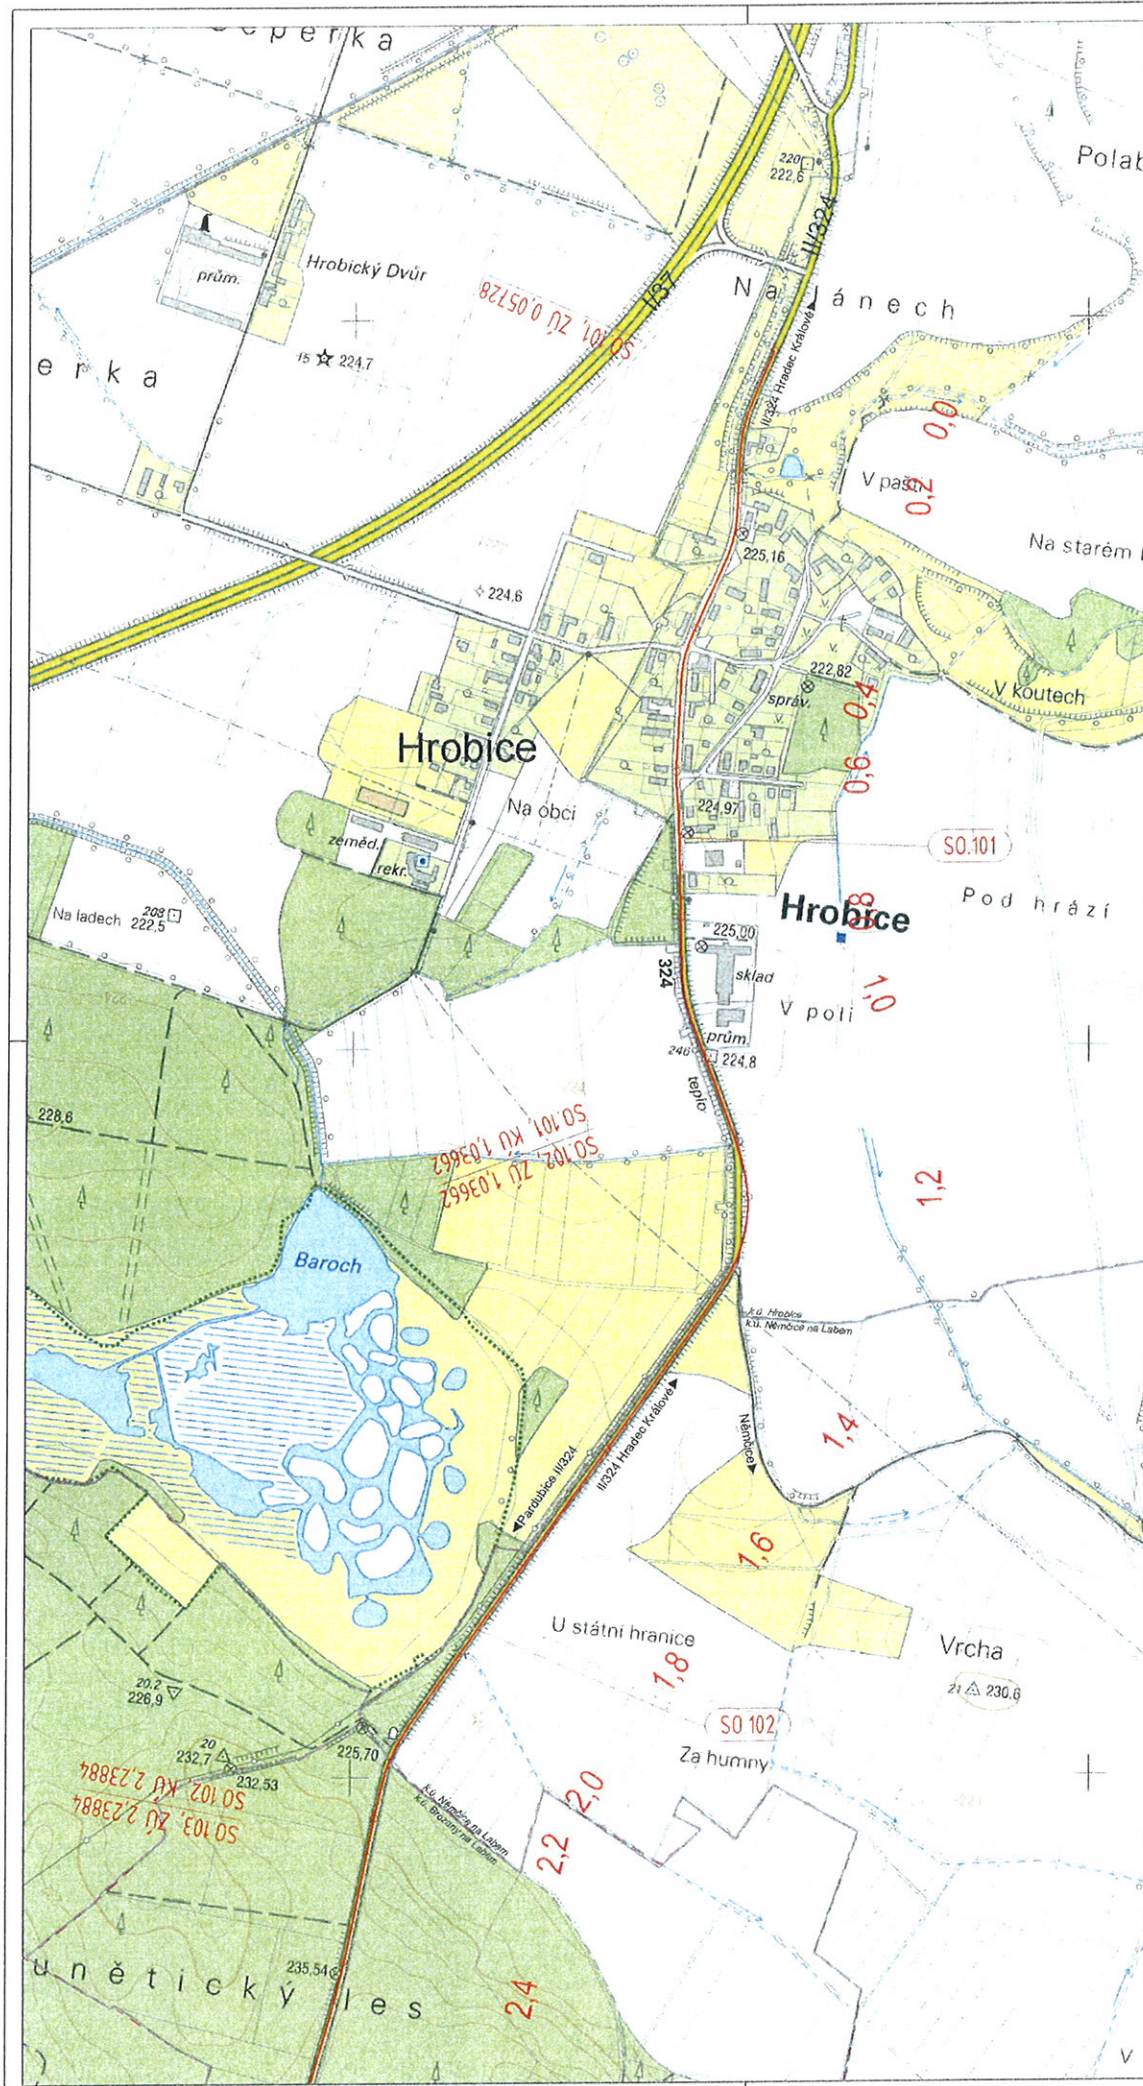 220
222,6
II/324
prům.
Hrobický Dvůr
I/37
SO.101, ZÚ 0,05728
15 224,7
II/324 Hradec Králové
0,0
V pašti
0,2
225,16
224,6
222,82
správ.
0,4
V koutech
Hrobice
0,6
Na obci
224,97
zeměd.
rekr.
SO.101
Pod hrází
Na ladech
208
222,5
Hrobice
0,8
225,00
sklad
324
V poli
prům.
246
224,8
teplo
228,6
SO.101, KÚ 1,03662
SO.102, ZÚ 1,03662
1,2
Baroch
k.ú. Hrobice
k.ú. Němčice na Labem
II/324 Hradec Králové
Němčice
1,4
Pardubice II/324
1,6
U státní hranice
Vrcha
1,8
21 230,6
20.2
226,9
SO 102
Za humny
225,70
20
232,7
232,53
SO 102, KÚ 2,23884
SO 103, ZÚ 2,23884
k.ú. Němčice na Labem
k.ú. Brozany na Labem
2,0
2,2
235,54
unětický les
2,4